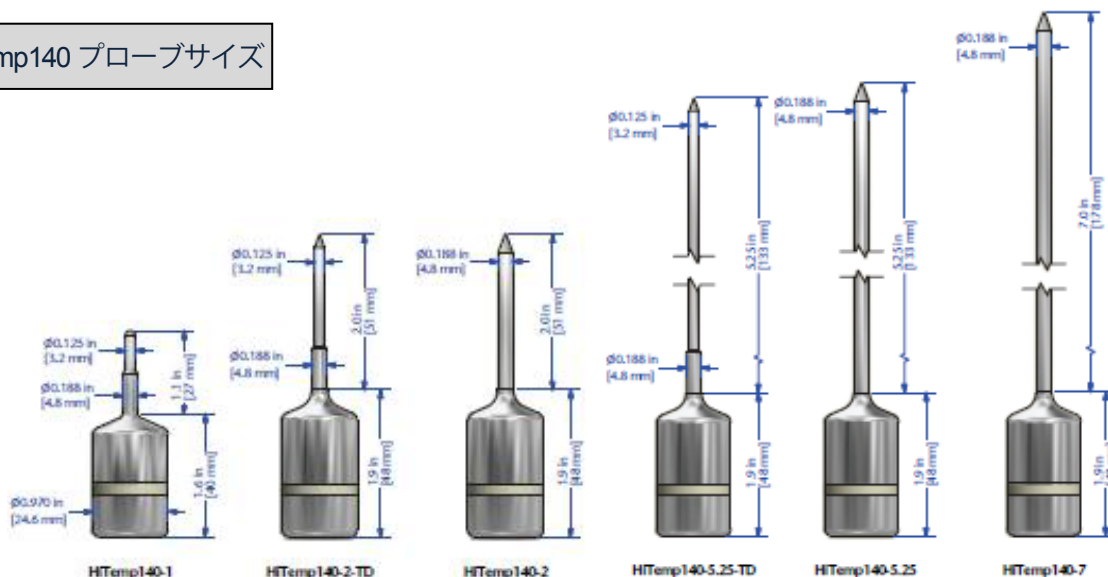 mp140 プローブサイズ
Ø0.125 in
[3.2 mm]
Ø0.188 in
[4.8 mm]
1.1 in
[27 mm]
1.6 in
[40 mm]
Ø0.970 in
[24.6 mm]
HiTemp140-1
Ø0.125 in
[3.2 mm]
Ø0.188 in
[4.8 mm]
2.0 in
[51 mm]
1.9 in
[48 mm]
HiTemp140-2-TD
Ø0.188 in
[4.8 mm]
2.0 in
[51 mm]
1.9 in
[48 mm]
HiTemp140-2
Ø0.125 in
[3.2 mm]
Ø0.188 in
[4.8 mm]
5.25 in
[133 mm]
1.9 in
[48 mm]
HiTemp140-5.25-TD
Ø0.188 in
[4.8 mm]
5.25 in
[133 mm]
1.9 in
[48 mm]
HiTemp140-5.25
Ø0.188 in
[4.8 mm]
7.0 in
[178 mm]
1.9 in
HiTemp140-7